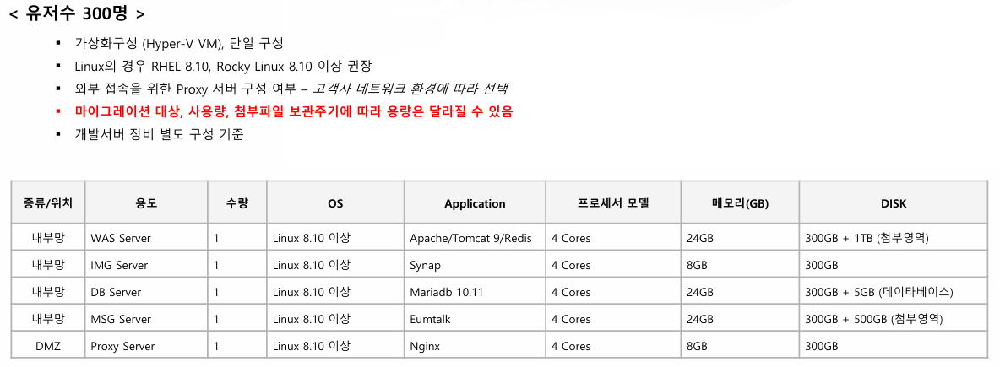 < 유저수 300명 >
▪ 가상화구성 (Hyper-V VM), 단일 구성
▪ Linux의 경우 RHEL 8.10, Rocky Linux 8.10 이상 권장
▪ 외부 접속을 위한 Proxy 서버 구성 여부 – 고객사 네트워크 환경에 따라 선택
▪ 마이그레이션 대상, 사용량, 첨부파일 보관주기에 따라 용량은 달라질 수 있음
▪ 개발서버 장비 별도 구성 기준
종류/위치 용도 수량 OS Application 프로세서 모델 메모리(GB) DISK
내부망 WAS Server 1 Linux 8.10 이상 Apache/Tomcat 9/Redis 4 Cores 24GB 300GB + 1TB (첨부영역)
내부망 IMG Server 1 Linux 8.10 이상 Synap 4 Cores 8GB 300GB
내부망 DB Server 1 Linux 8.10 이상 Mariadb 10.11 4 Cores 24GB 300GB + 5GB (데이타베이스)
내부망 MSG Server 1 Linux 8.10 이상 Eumtalk 4 Cores 24GB 300GB + 500GB (첨부영역)
DMZ Proxy Server 1 Linux 8.10 이상 Nginx 4 Cores 8GB 300GB